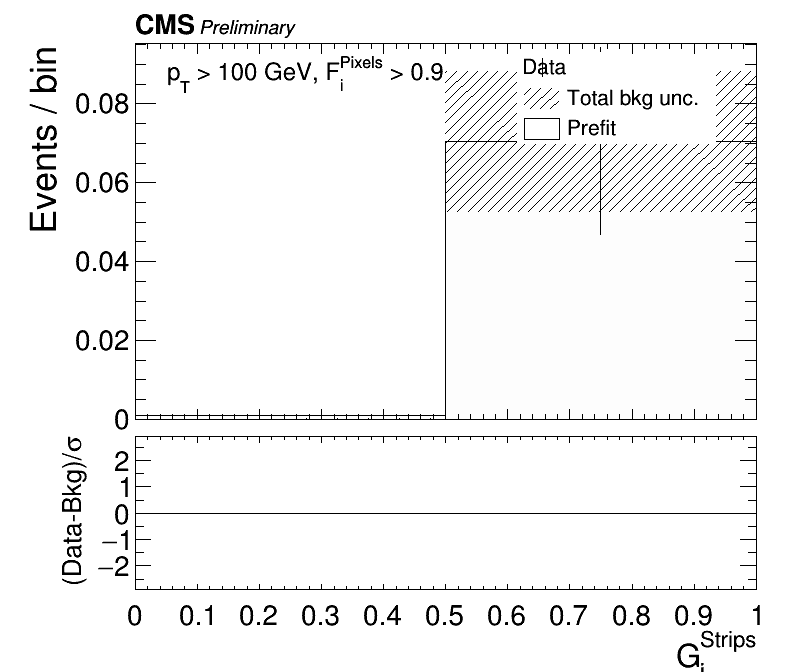 CMS Preliminary
p_T > 100 GeV, F_i^Pixels > 0.9
Data
Total bkg unc.
Prefit
Events / bin
0.08
0.06
0.04
0.02
0
(Data-Bkg)/σ
2
1
0
−1
−2
0 0.1 0.2 0.3 0.4 0.5 0.6 0.7 0.8 0.9 1
G_i^Strips